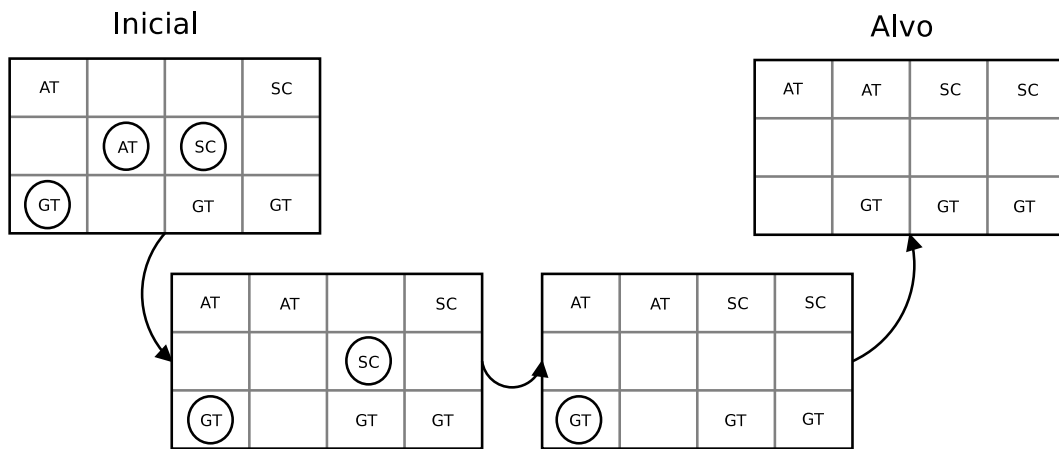 Inicial
AT SC
AT SC
GT GT GT
Alvo
AT AT SC SC
GT GT GT
AT AT SC
SC
GT GT GT
AT AT SC SC
GT GT GT